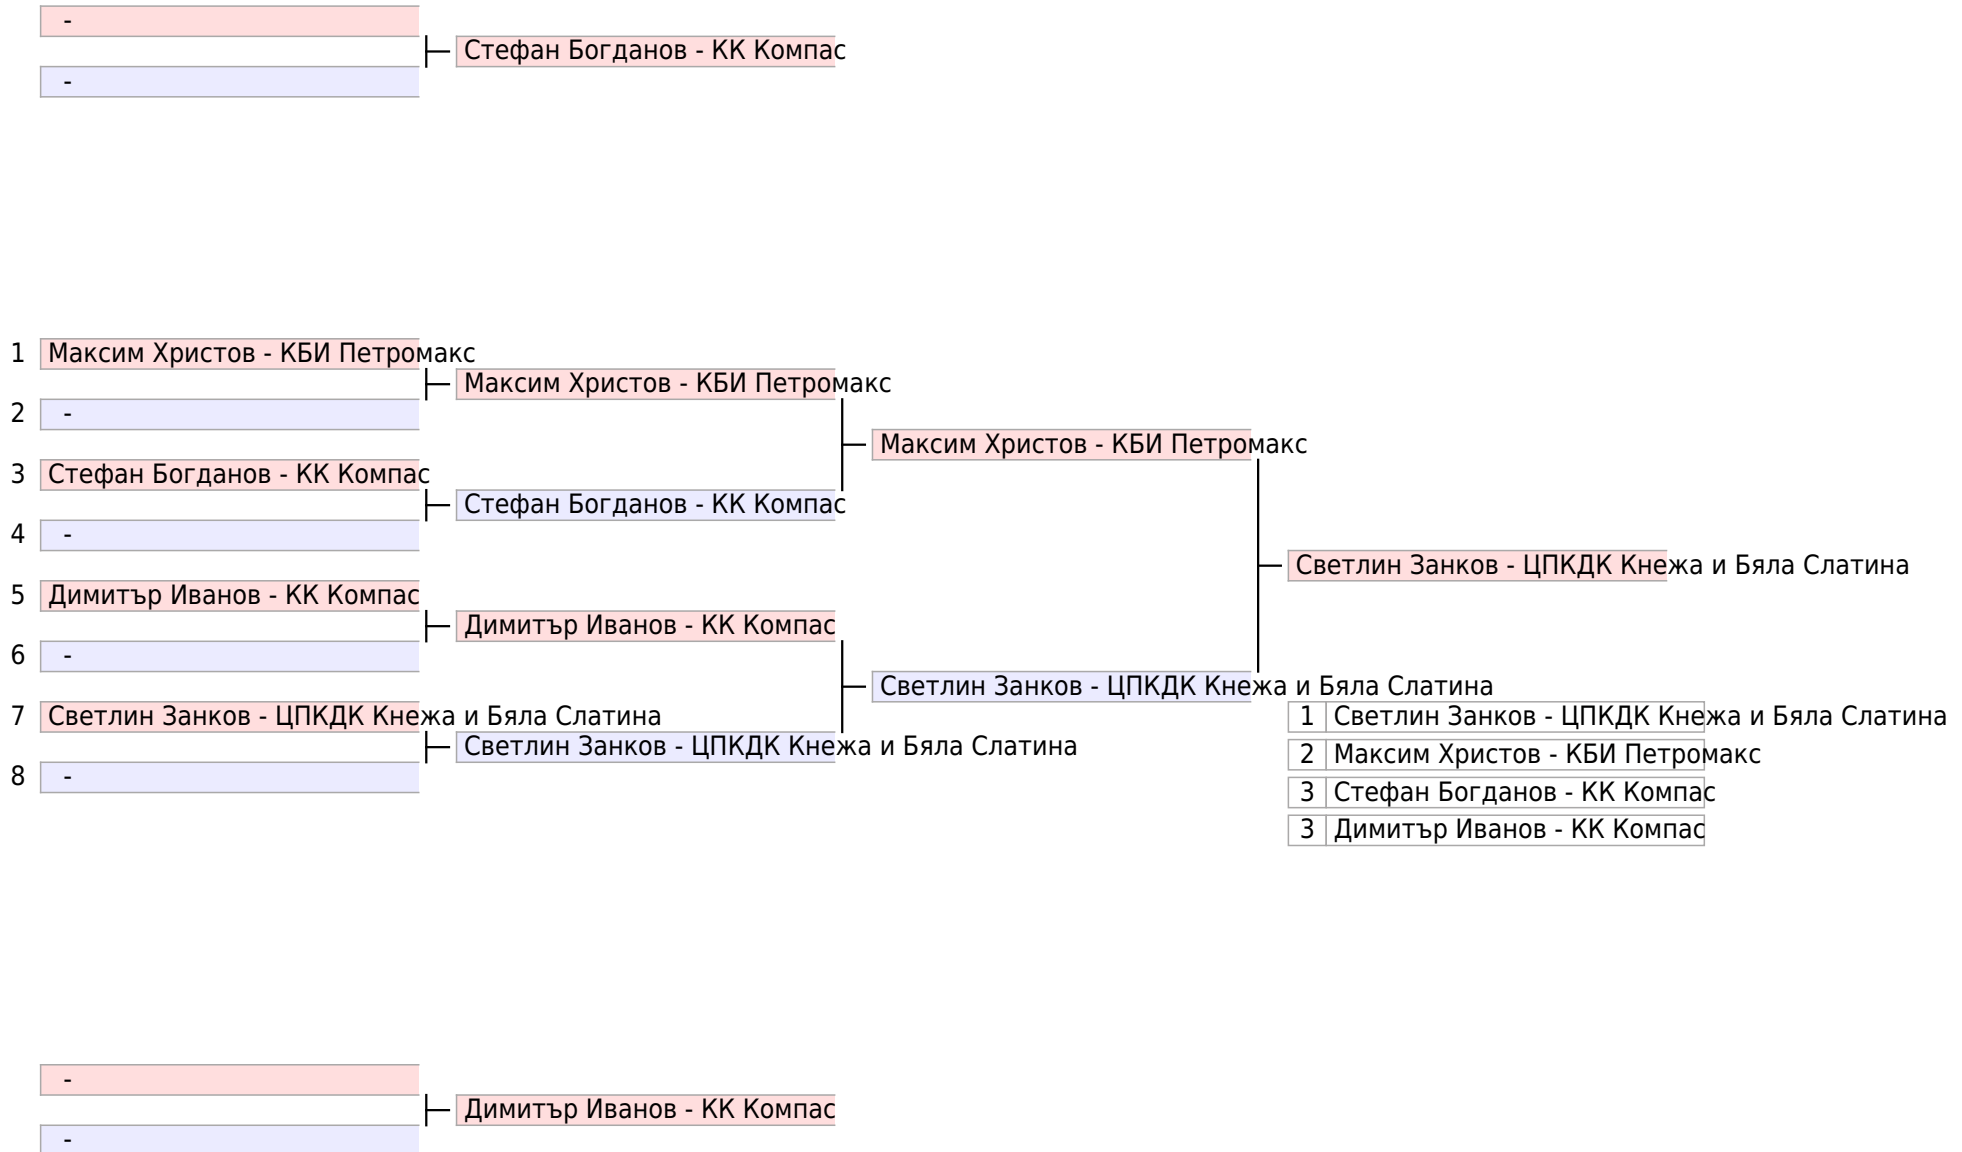 -
Стефан Богданов - КК Компас
-
1 Максим Христов - КБИ Петромакс
Максим Христов - КБИ Петромакс
2 -
Максим Христов - КБИ Петромакс
3 Стефан Богданов - КК Компас
Стефан Богданов - КК Компас
4 -
Светлин Занков - ЦПКДК Кнежа и Бяла Слатина
5 Димитър Иванов - КК Компас
Димитър Иванов - КК Компас
6 -
Светлин Занков - ЦПКДК Кнежа и Бяла Слатина
7 Светлин Занков - ЦПКДК Кнежа и Бяла Слатина
1 Светлин Занков - ЦПКДК Кнежа и Бяла Слатина
Светлин Занков - ЦПКДК Кнежа и Бяла Слатина
2 Максим Христов - КБИ Петромакс
8 -
3 Стефан Богданов - КК Компас
3 Димитър Иванов - КК Компас
-
Димитър Иванов - КК Компас
-